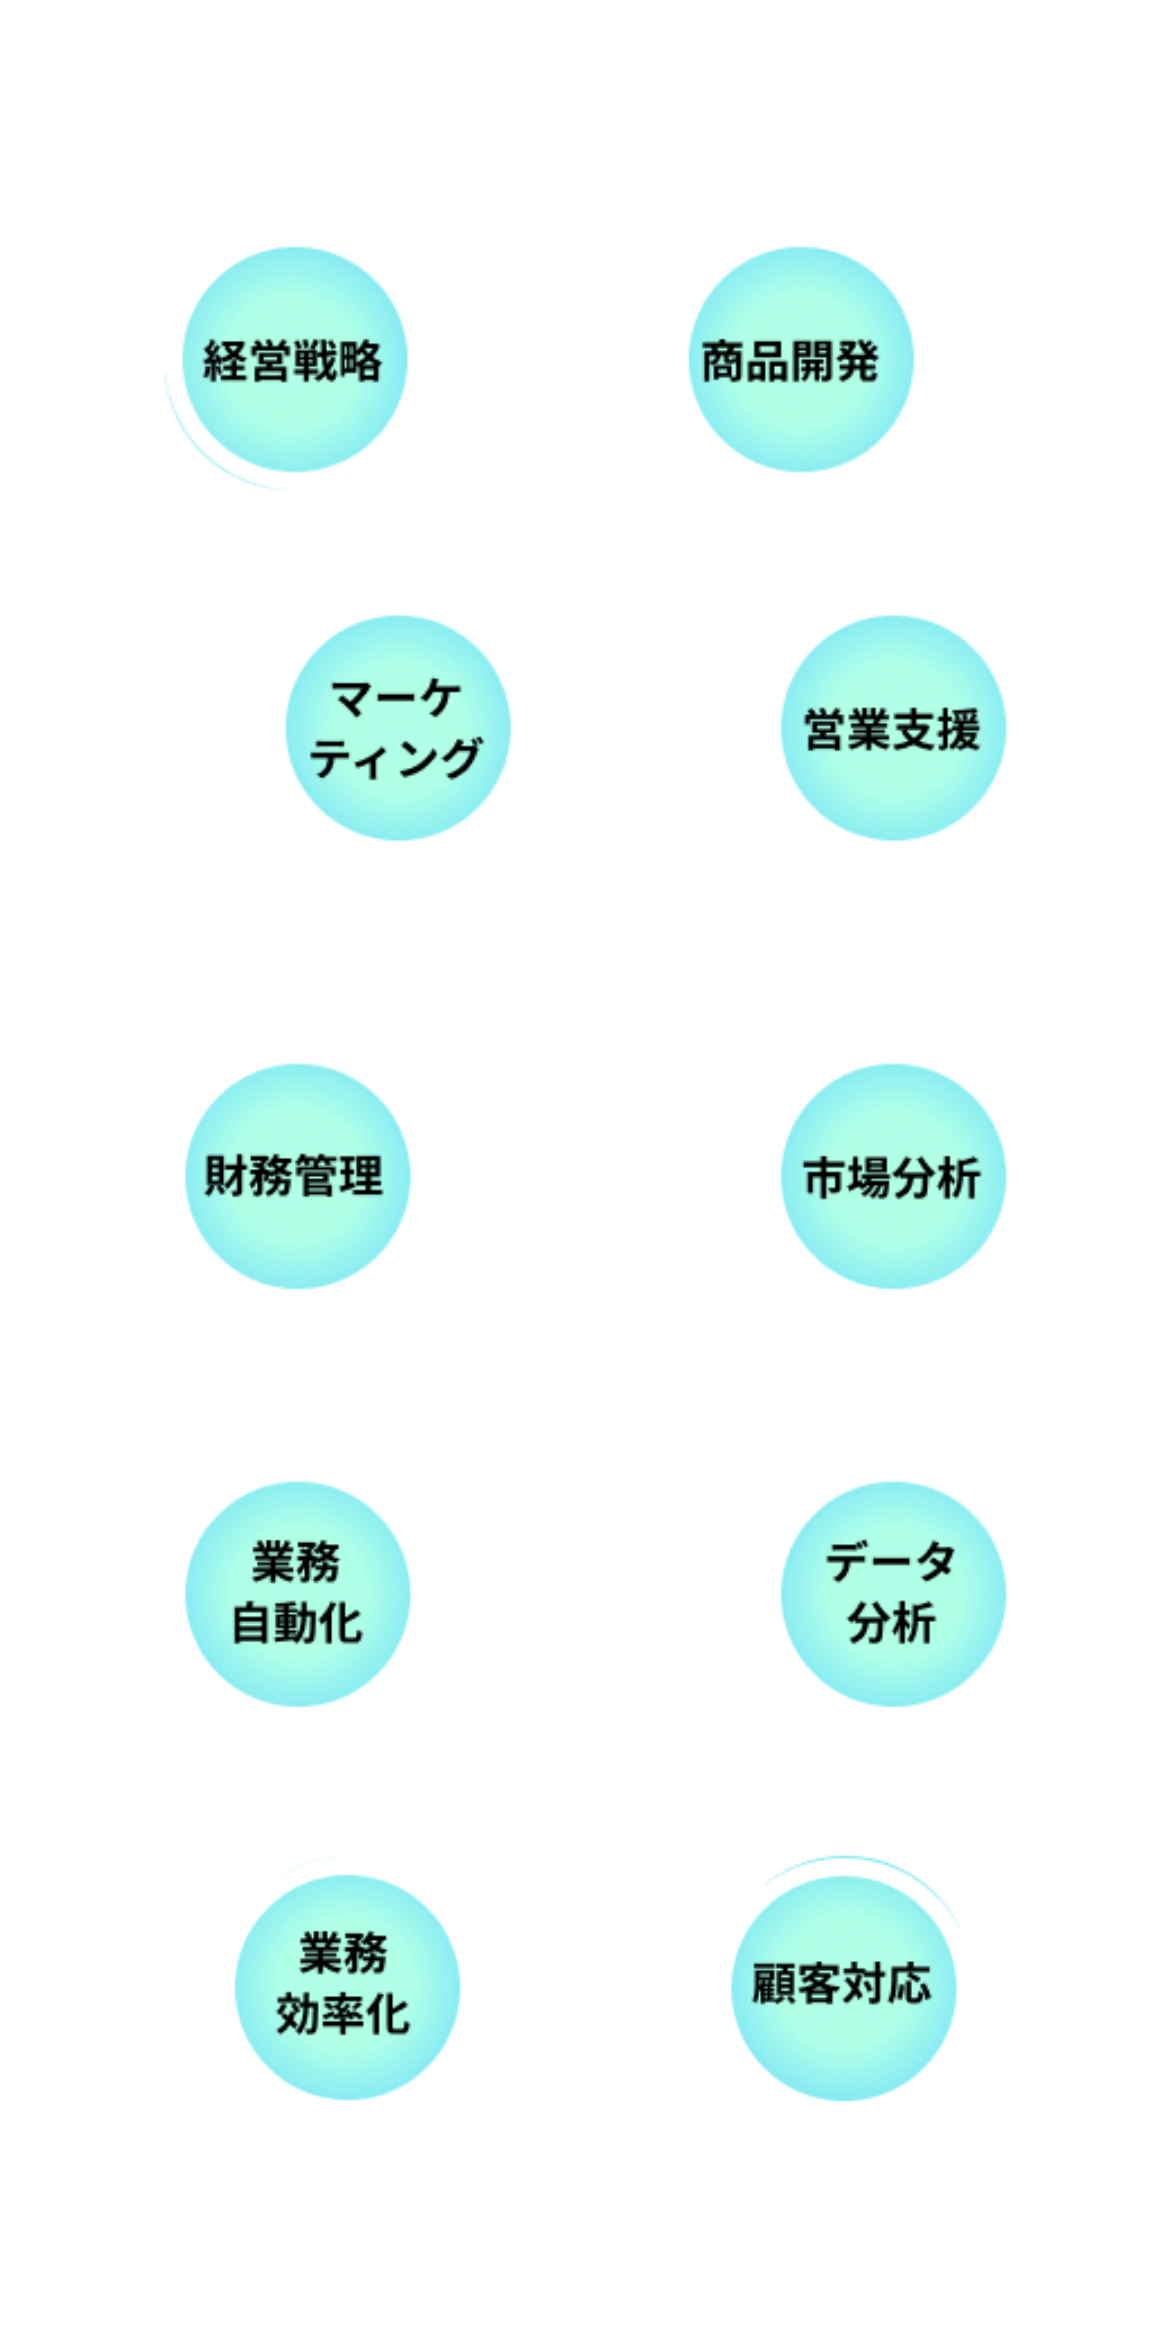 経営戦略
商品開発
マーケ
ティング
営業支援
財務管理
市場分析
業務
自動化
データ
分析
業務
効率化
顧客対応